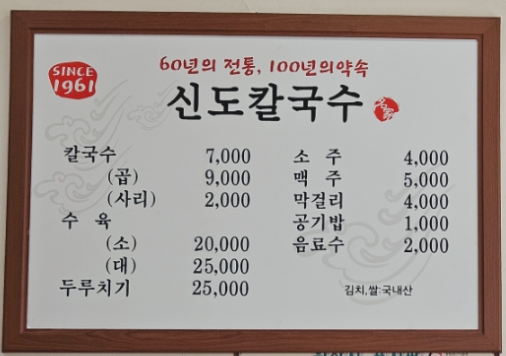 SINCE
1961
60년의 전통, 100년의약속
신도칼국수
칼국수 7,000
(곱) 9,000
(사리) 2,000
수 육
(소) 20,000
(대) 25,000
두루치기 25,000
소 주 4,000
맥 주 5,000
막걸리 4,000
공기밥 1,000
음료수 2,000
김치,쌀:국내산